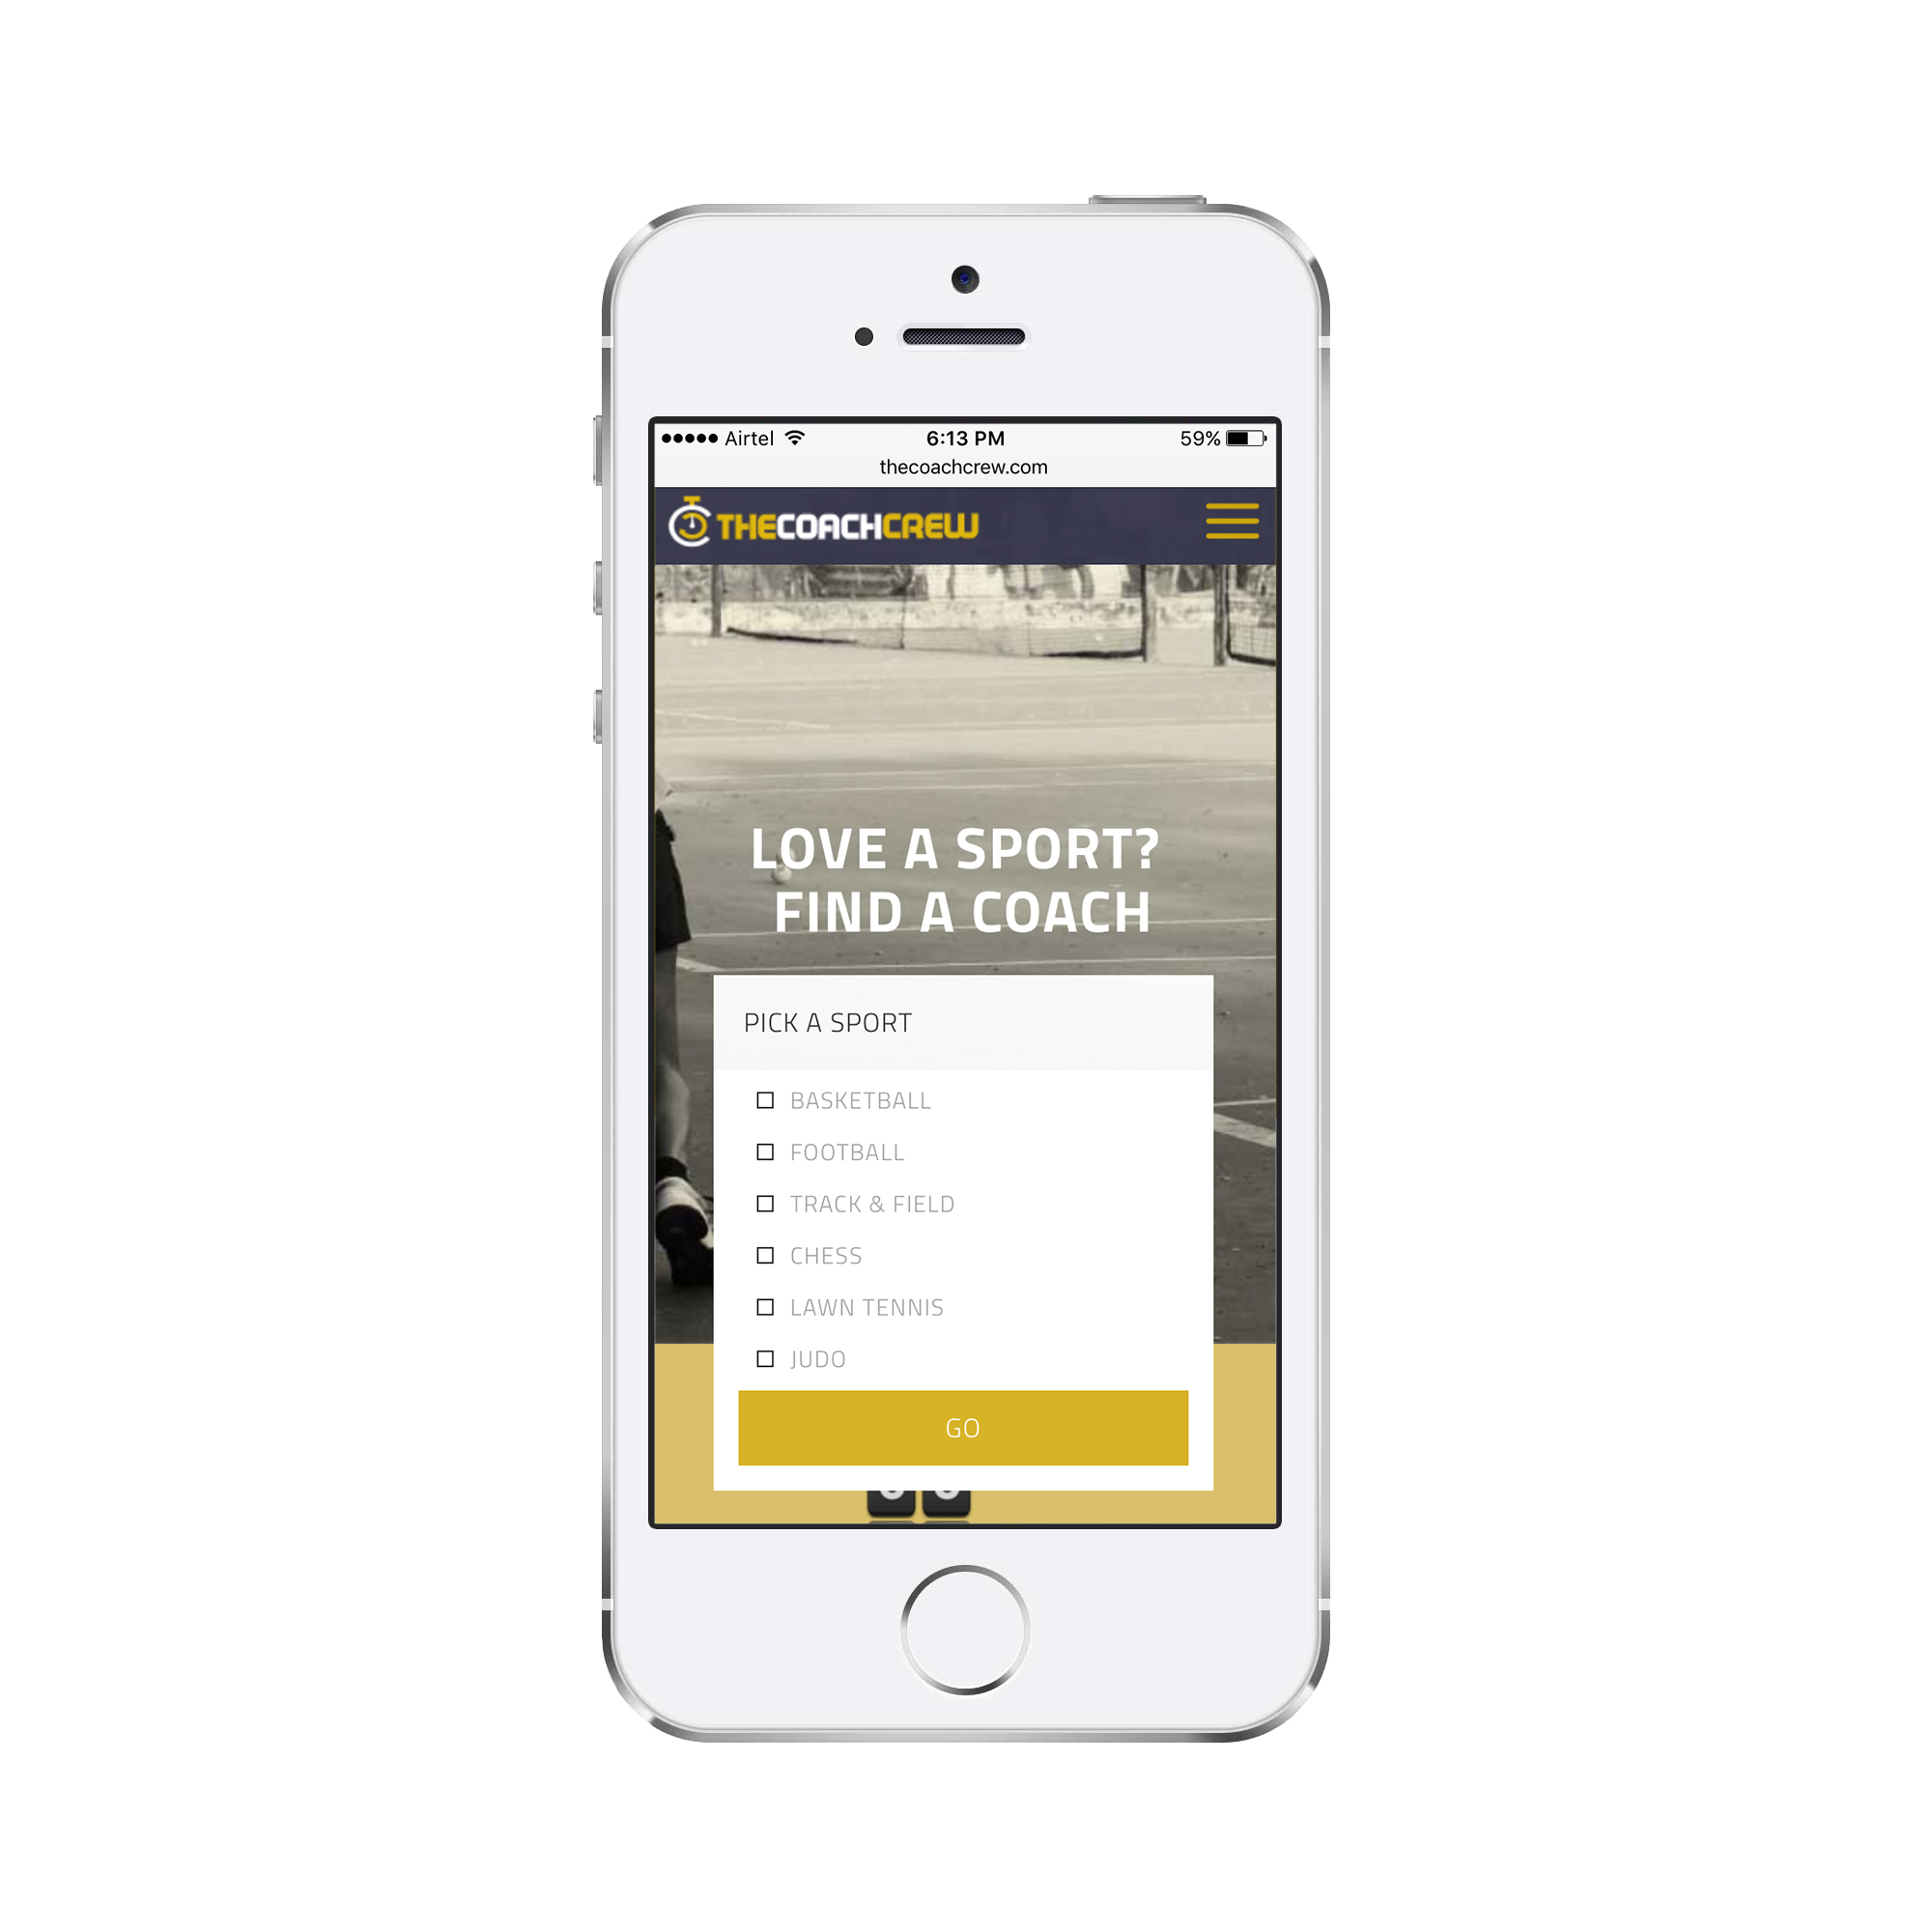 Airtel 6:13 PM 59%
thecoachcrew.com
THECOACHCREW
LOVE A SPORT?
FIND A COACH
PICK A SPORT
BASKETBALL
FOOTBALL
TRACK & FIELD
CHESS
LAWN TENNIS
JUDO
GO